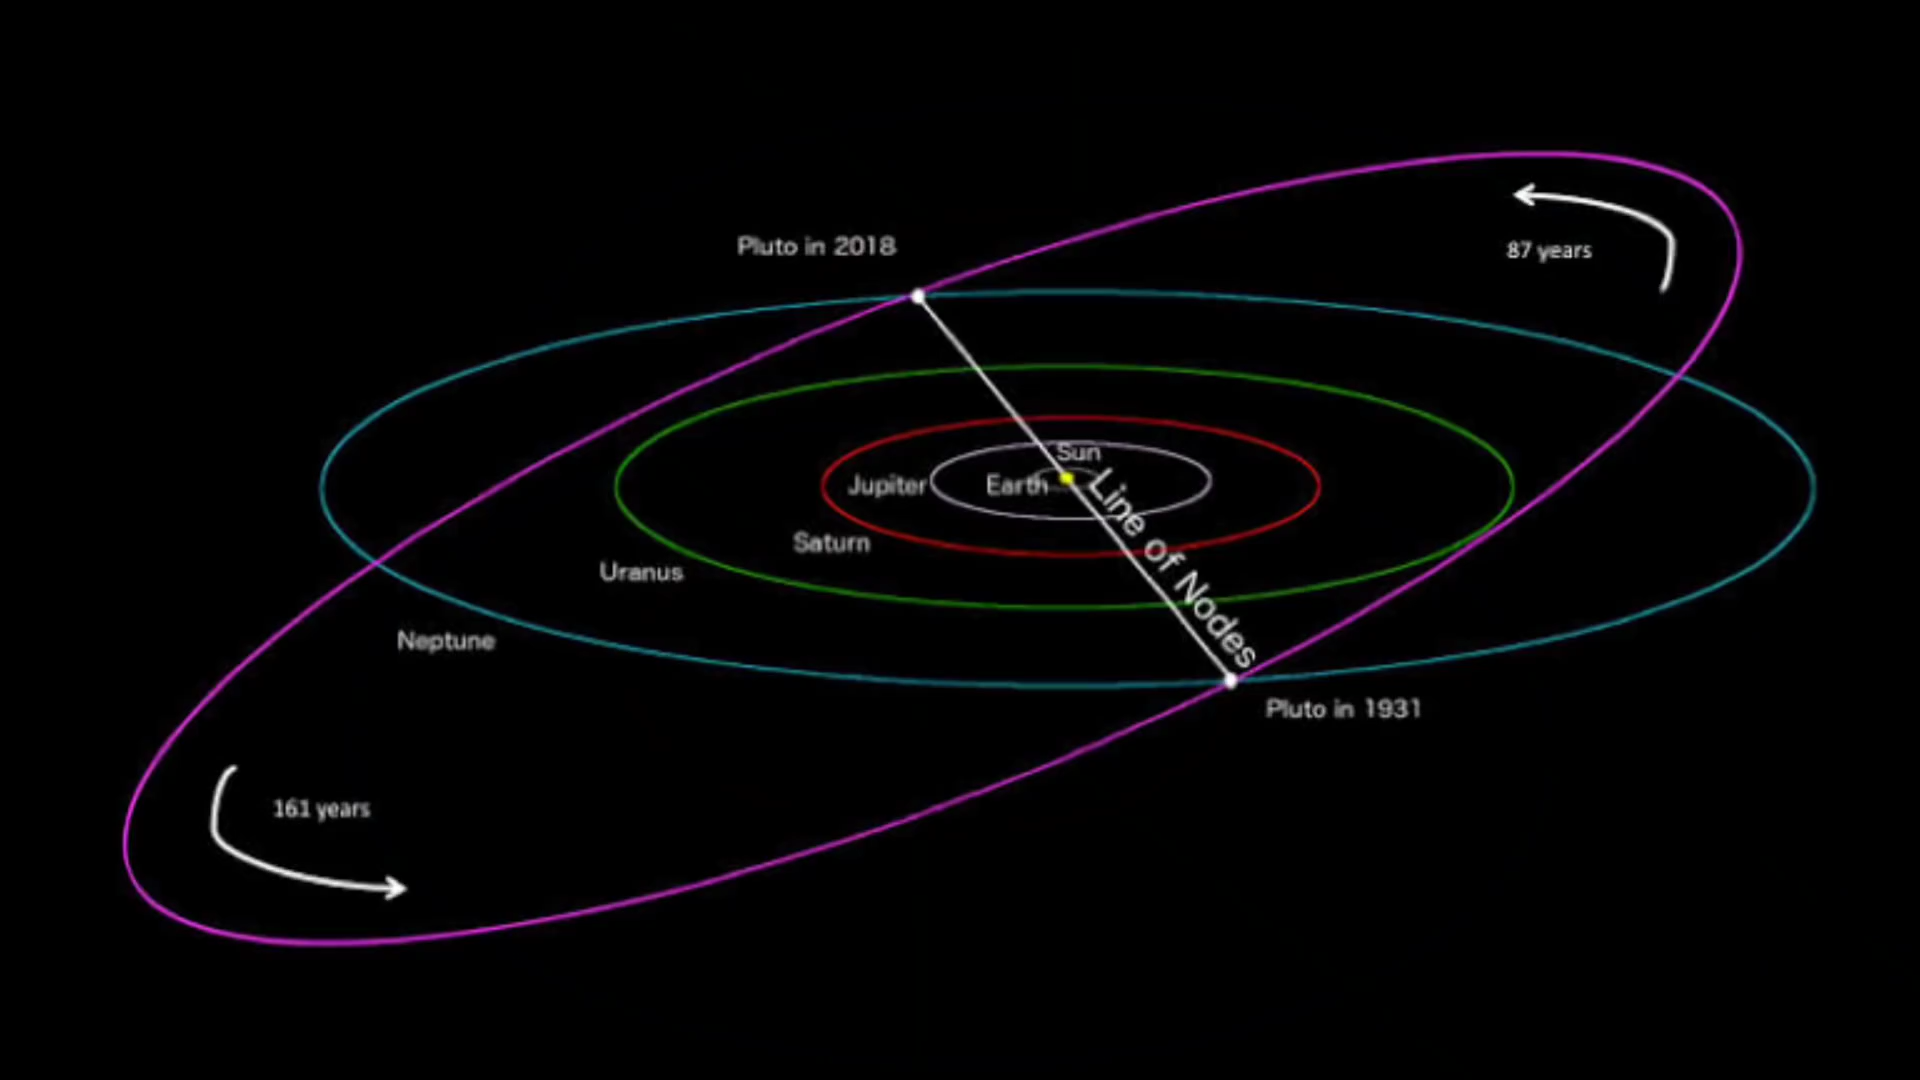 Pluto in 2018
87 years
Sun
Jupiter
Earth
Line of Nodes
Saturn
Uranus
Neptune
Pluto in 1931
161 years